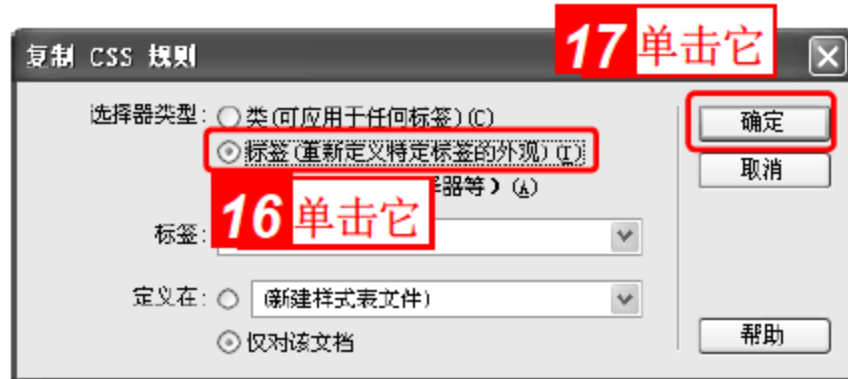 17 单击它
复制 CSS 规则
选择器类型: 类(可应用于任何标签)(C)
确定
标签(重新定义特定标签的外观)(T)
取消
择器等)(A)
16 单击它
标签:
定义在: (新建样式表文件)
仅对该文档
帮助